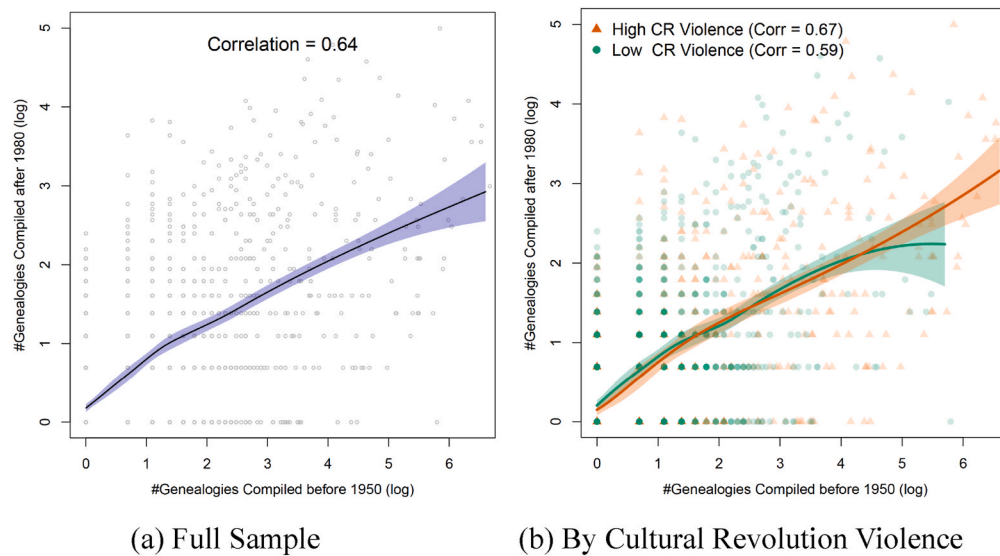 Correlation = 0.64
#Genealogies Compiled after 1980 (log)
5
4
3
2
1
0
0 1 2 3 4 5 6
#Genealogies Compiled before 1950 (log)
(a) Full Sample
High CR Violence (Corr = 0.67)
Low CR Violence (Corr = 0.59)
#Genealogies Compiled after 1980 (log)
5
4
3
2
1
0
0 1 2 3 4 5 6
#Genealogies Compiled before 1950 (log)
(b) By Cultural Revolution Violence